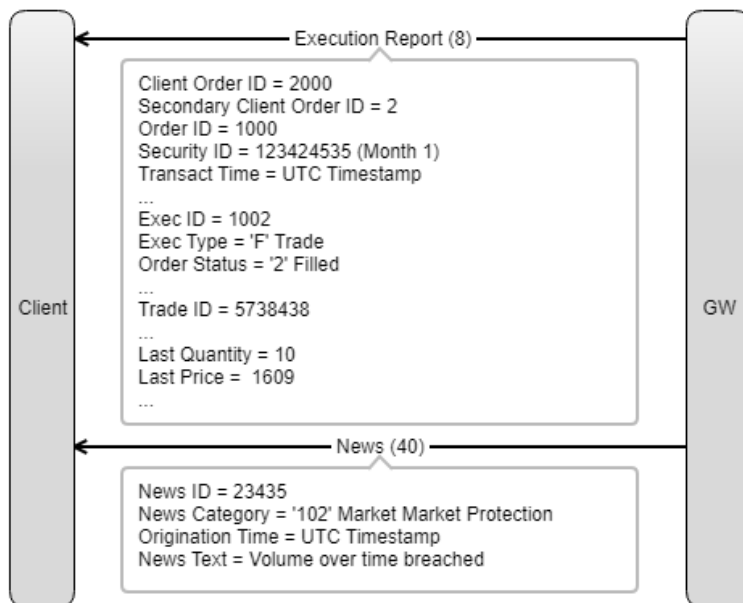 Execution Report (8)
Client Order ID = 2000
Secondary Client Order ID = 2
Order ID = 1000
Security ID = 123424535 (Month 1)
Transact Time = UTC Timestamp
...
Exec ID = 1002
Exec Type = 'F' Trade
Order Status = '2' Filled
...
Client
Trade ID = 5738438
GW
...
Last Quantity = 10
Last Price =  1609
...
News (40)
News ID = 23435
News Category = '102' Market Market Protection
Origination Time = UTC Timestamp
News Text = Volume over time breached